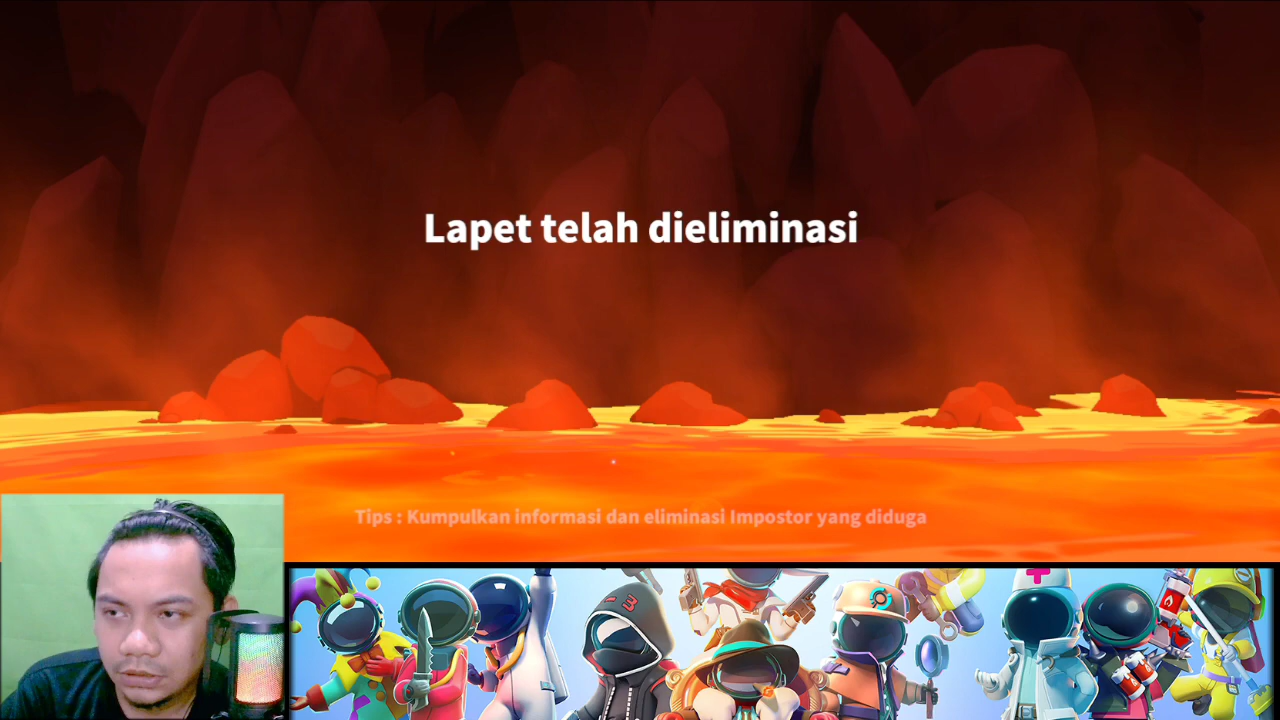 Lapet telah dieliminasi
Tips : Kumpulkan informasi dan eliminasi Impostor yang diduga